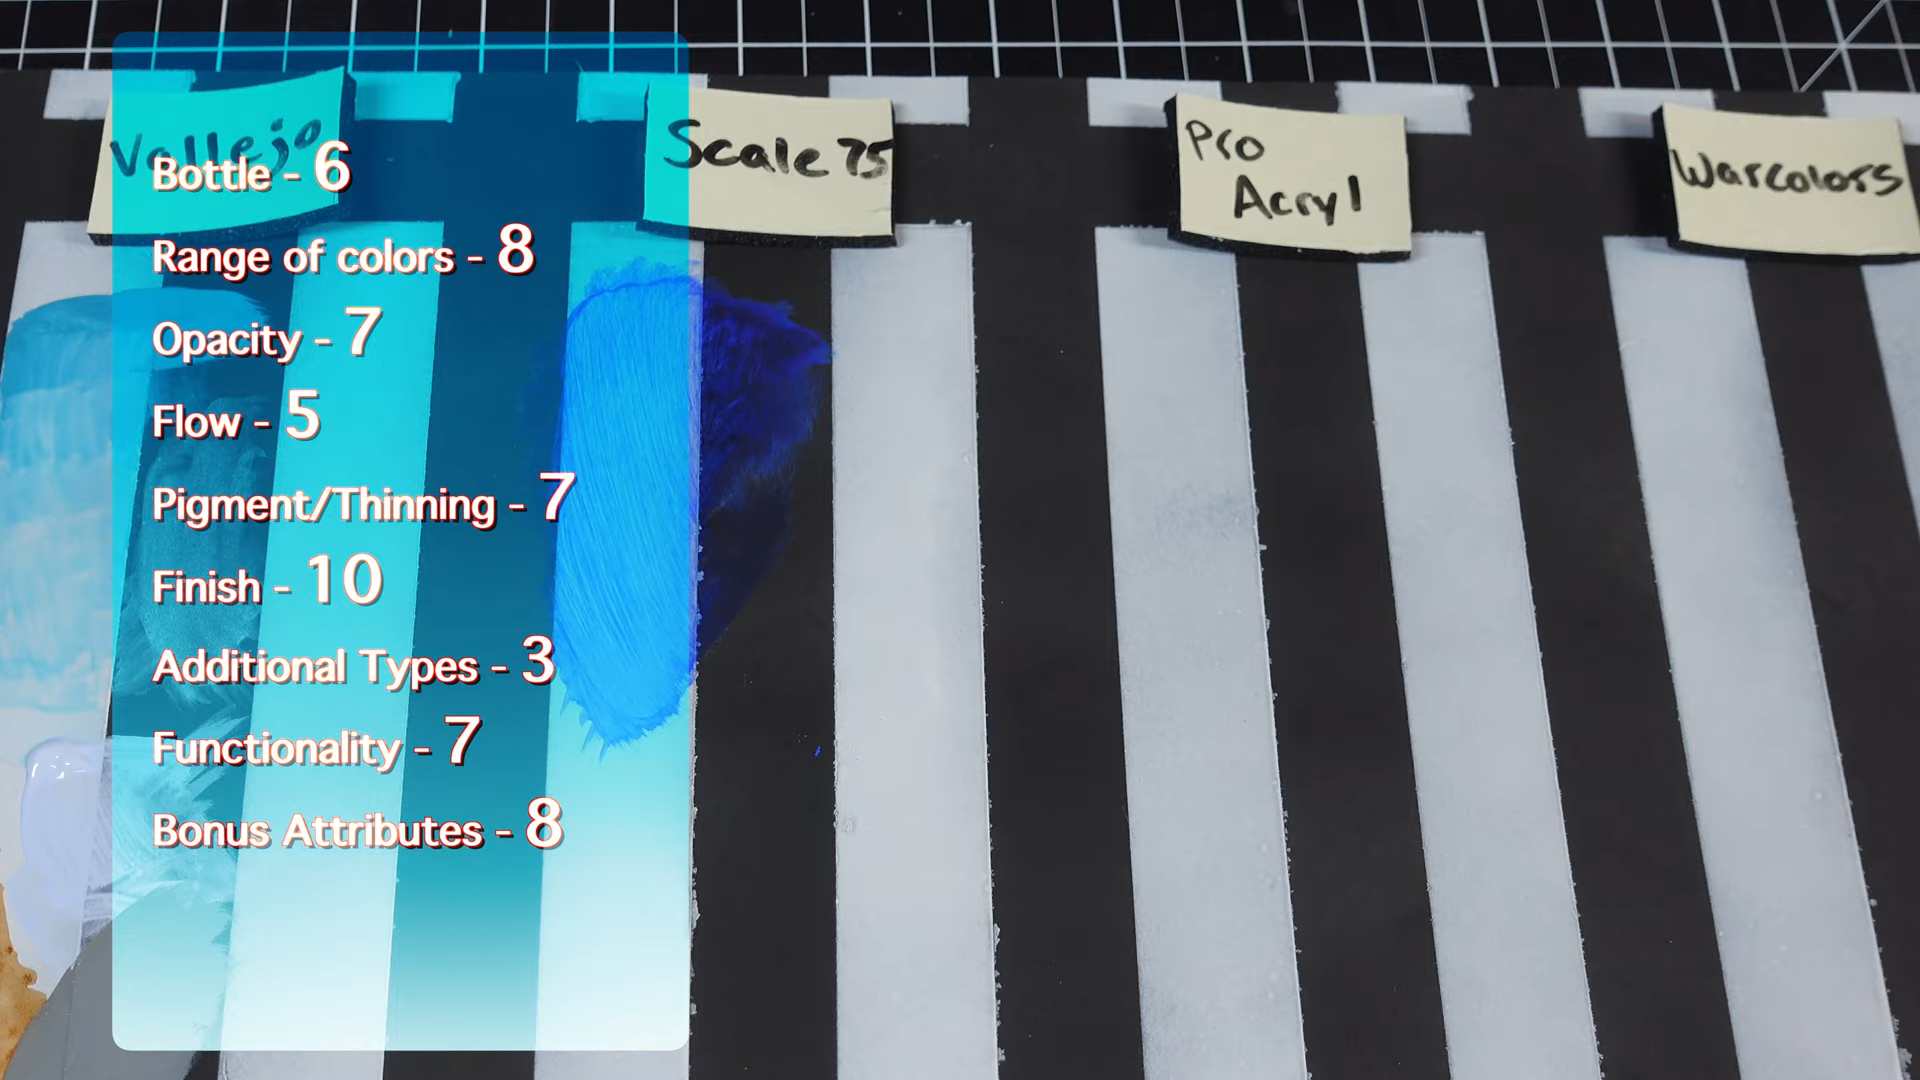 Vallejo
Scale 75
Pro
Acryl
Warcolors
Bottle - 6
Range of colors - 8
Opacity - 7
Flow - 5
Pigment/Thinning - 7
Finish - 10
Additional Types - 3
Functionality - 7
Bonus Attributes - 8